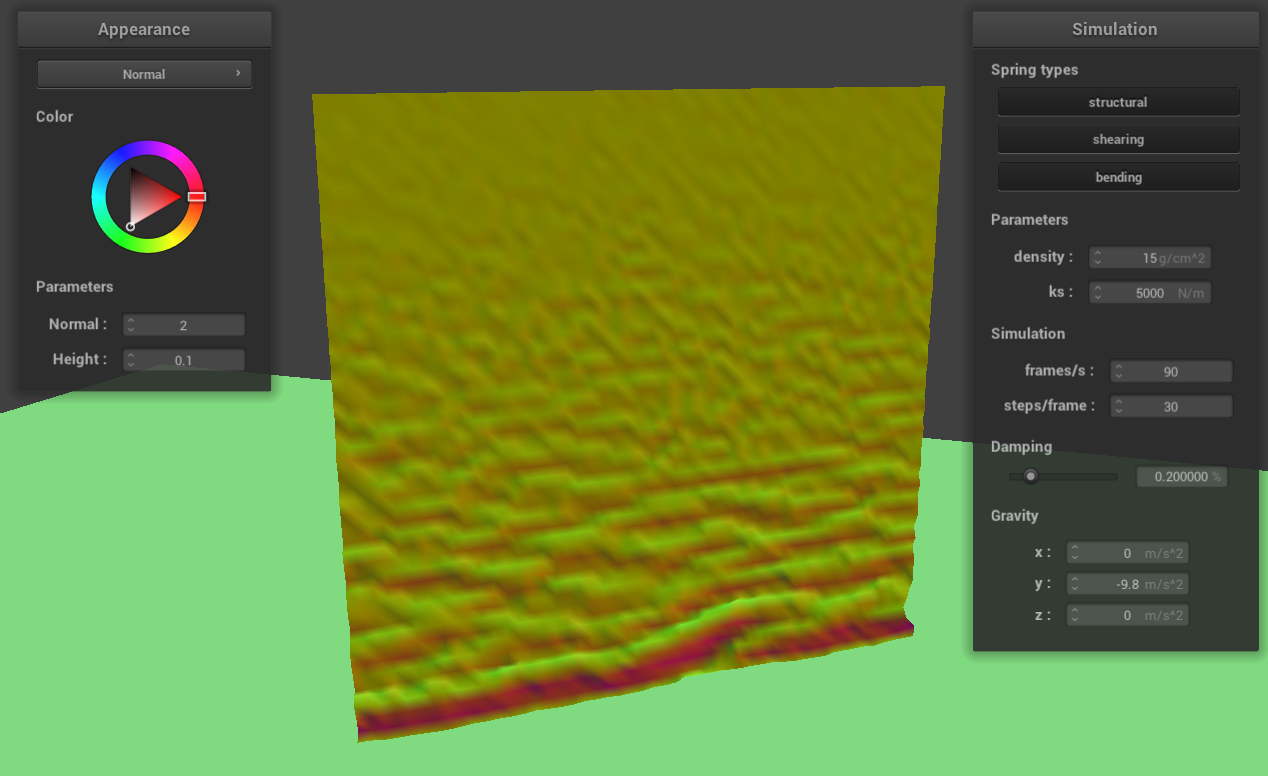 Appearance
Normal
Color
Parameters
Normal : 2
Height : 0.1
Simulation
Spring types
structural
shearing
bending
Parameters
density : 15 g/cm^2
ks : 5000 N/m
Simulation
frames/s : 90
steps/frame : 30
Damping
0.200000 %
Gravity
x : 0 m/s^2
y : -9.8 m/s^2
z : 0 m/s^2